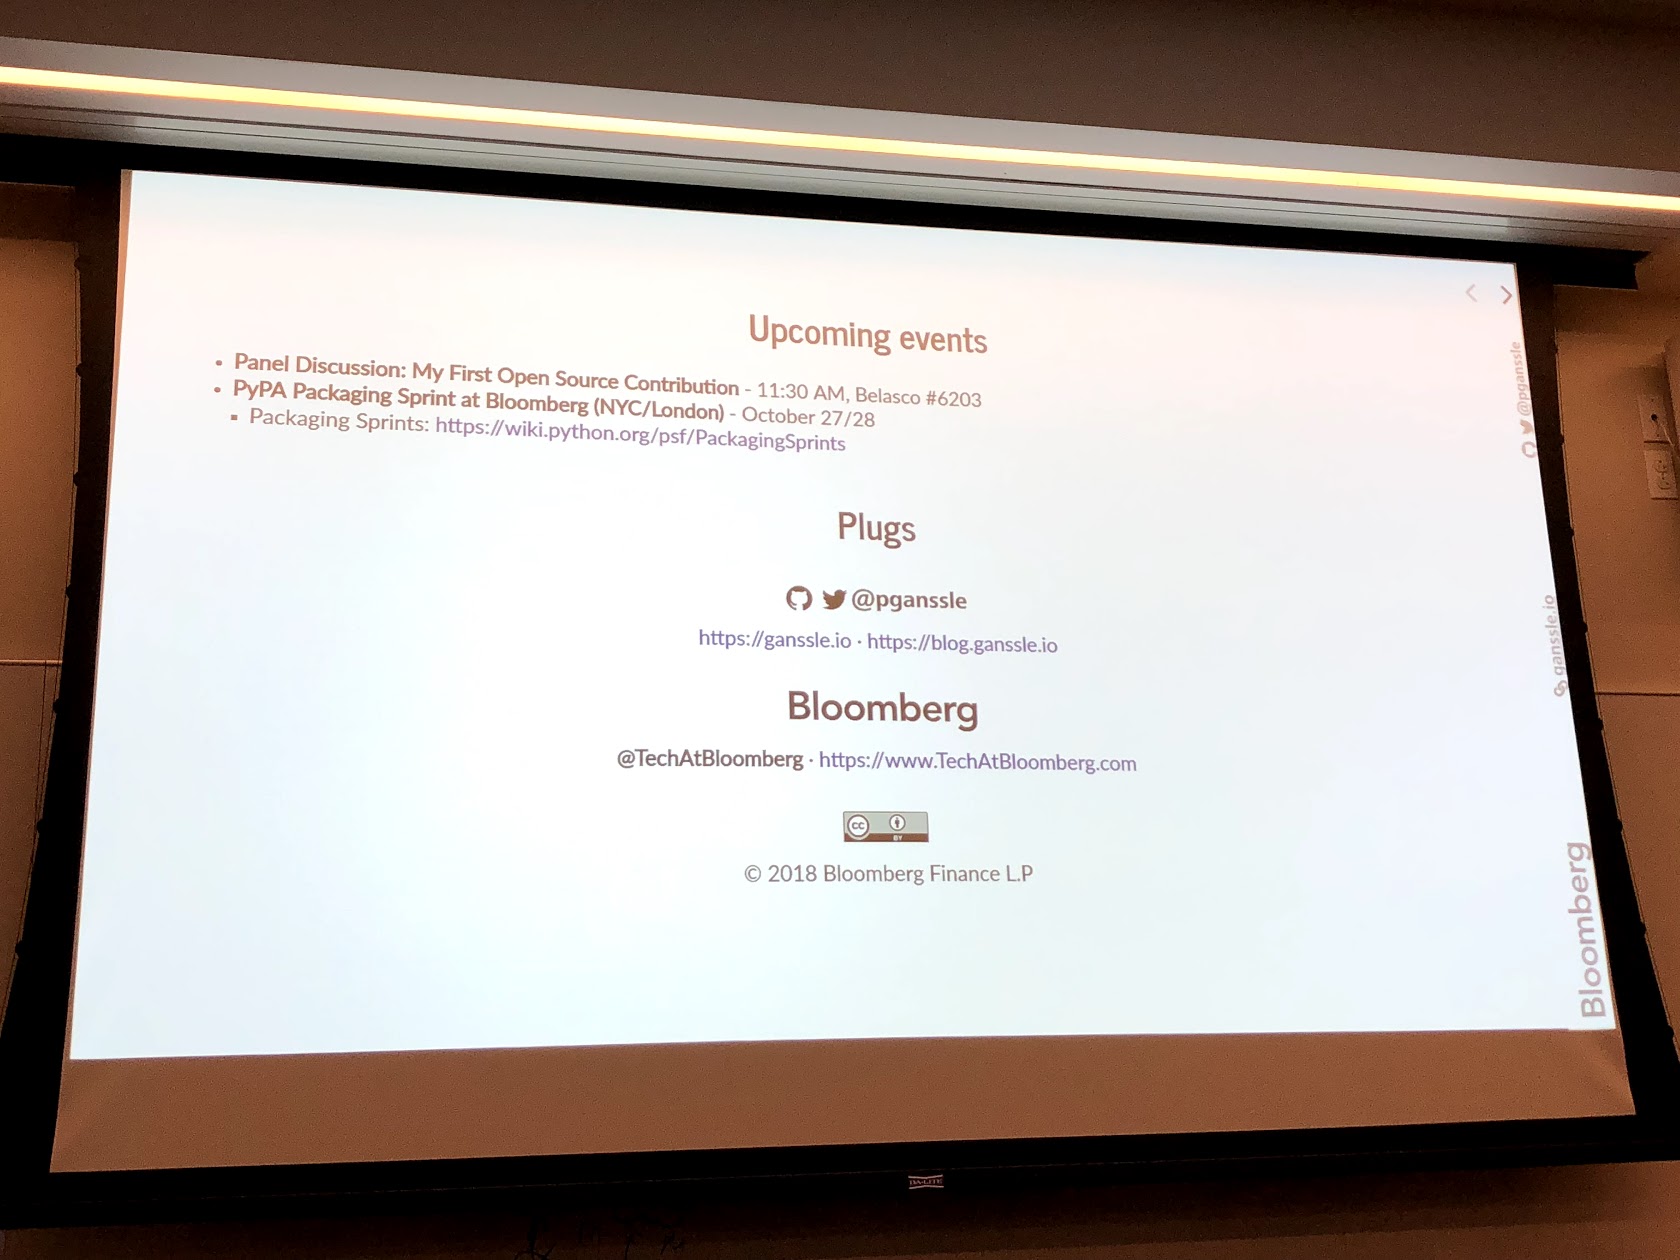 Upcoming events
• Panel Discussion: My First Open Source Contribution - 11:30 AM, Belasco #6203
• PyPA Packaging Sprint at Bloomberg (NYC/London) - October 27/28
▪ Packaging Sprints: https://wiki.python.org/psf/PackagingSprints
Plugs
@pganssle
https://ganssle.io · https://blog.ganssle.io
Bloomberg
@TechAtBloomberg · https://www.TechAtBloomberg.com
cc BY
© 2018 Bloomberg Finance L.P
@pganssle
ganssle.io
Bloomberg
DA-LITE